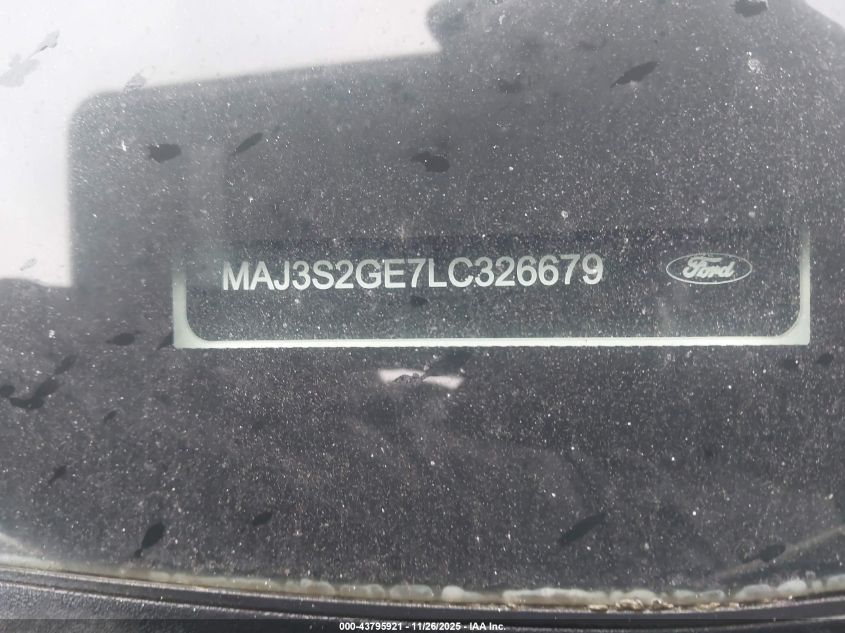 MAJ3S2GE7LC326679 Ford
000-43795921 - 11/26/2025 - IAA Inc.